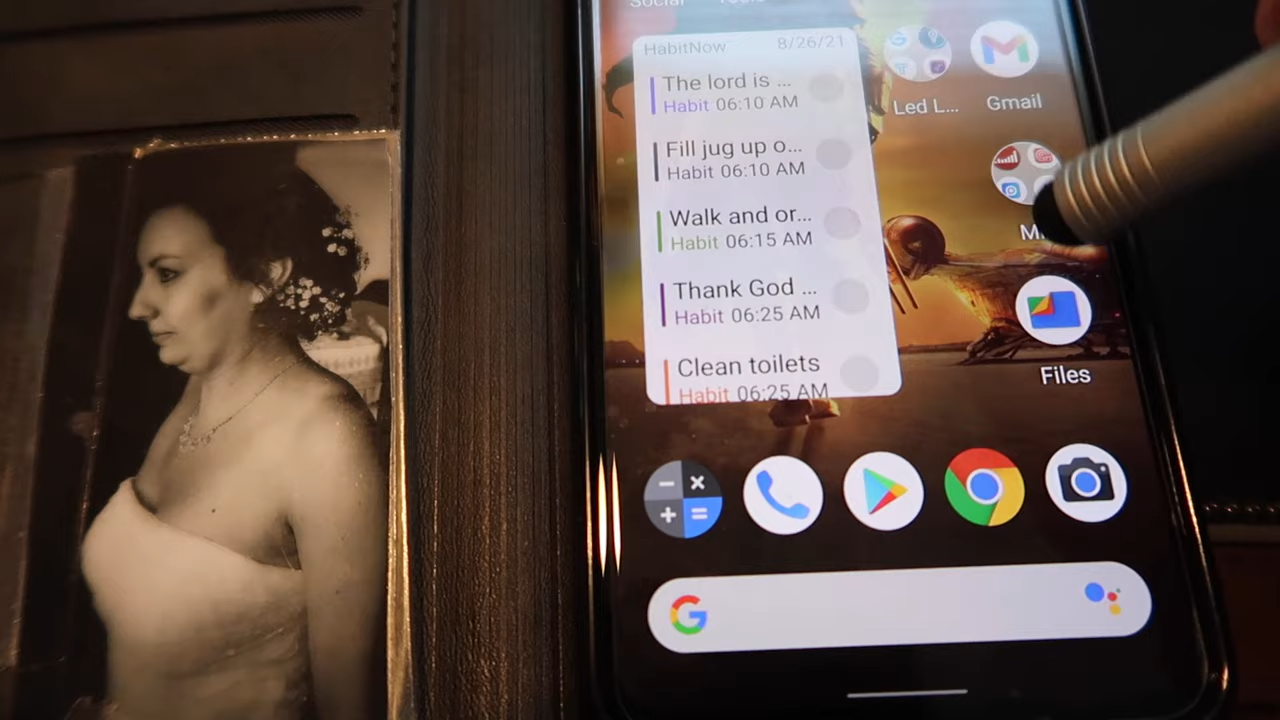 Social Tools
HabitNow 8/26/21
The lord is ...
Habit 06:10 AM
Fill jug up o...
Habit 06:10 AM
Walk and or...
Habit 06:15 AM
Thank God ...
Habit 06:25 AM
Clean toilets
Habit 06:25 AM
Led L...
Gmail
Files